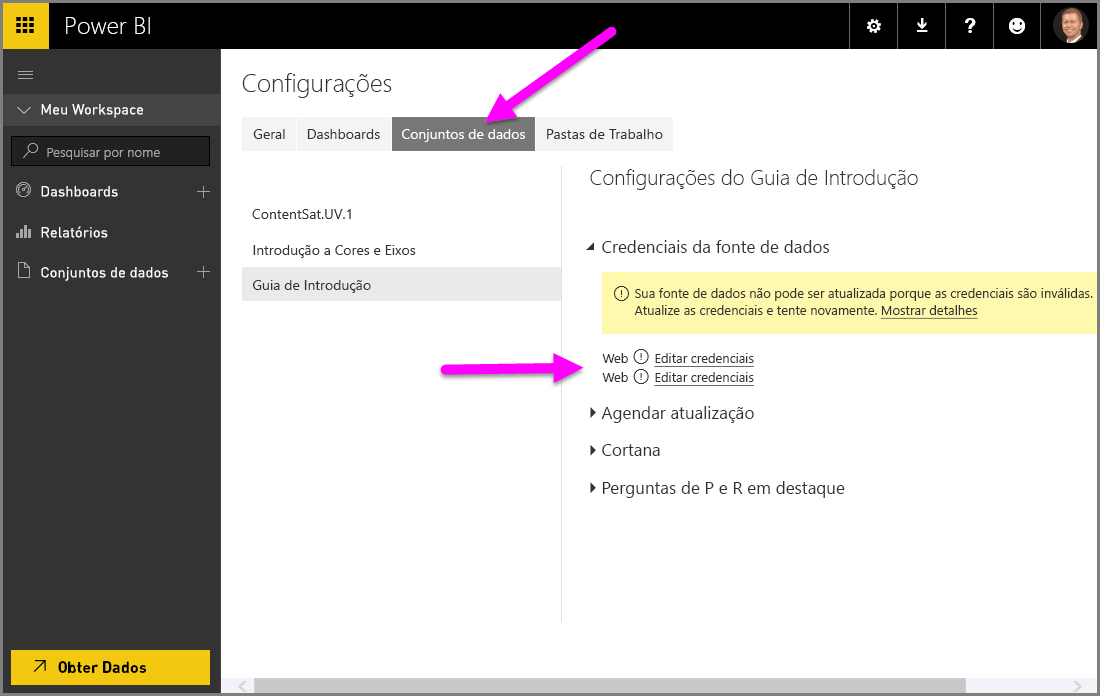 Power BI
?
Meu Workspace
Pesquisar por nome
Dashboards
Relatórios
Conjuntos de dados
Obter Dados
Configurações
Geral Dashboards Conjuntos de dados Pastas de Trabalho
ContentSat.UV.1
Introdução a Cores e Eixos
Guia de Introdução
Configurações do Guia de Introdução
Credenciais da fonte de dados
Sua fonte de dados não pode ser atualizada porque as credenciais são inválidas.
Atualize as credenciais e tente novamente. Mostrar detalhes
Web Editar credenciais
Web Editar credenciais
Agendar atualização
Cortana
Perguntas de P e R em destaque